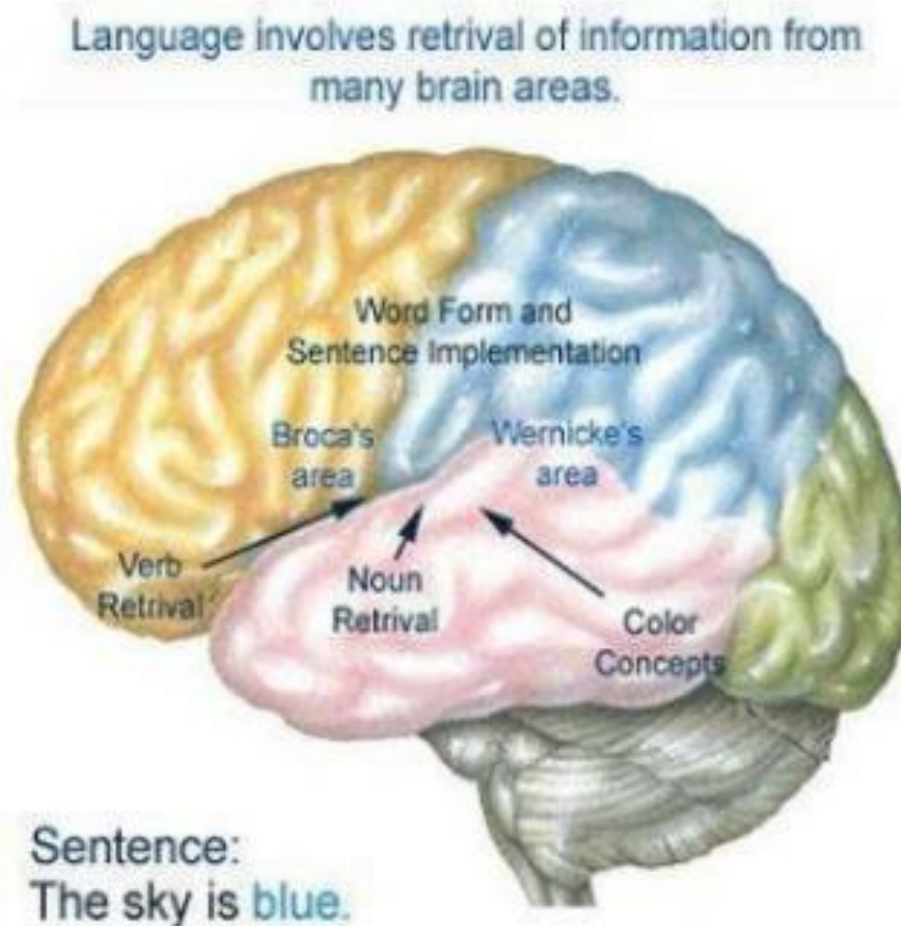 Language involves retrival of information from
many brain areas.
Word Form and
Sentence Implementation
Broca's
area
Wernicke's
area
Verb
Retrival
Noun
Retrival
Color
Concepts
Sentence:
The sky is blue.